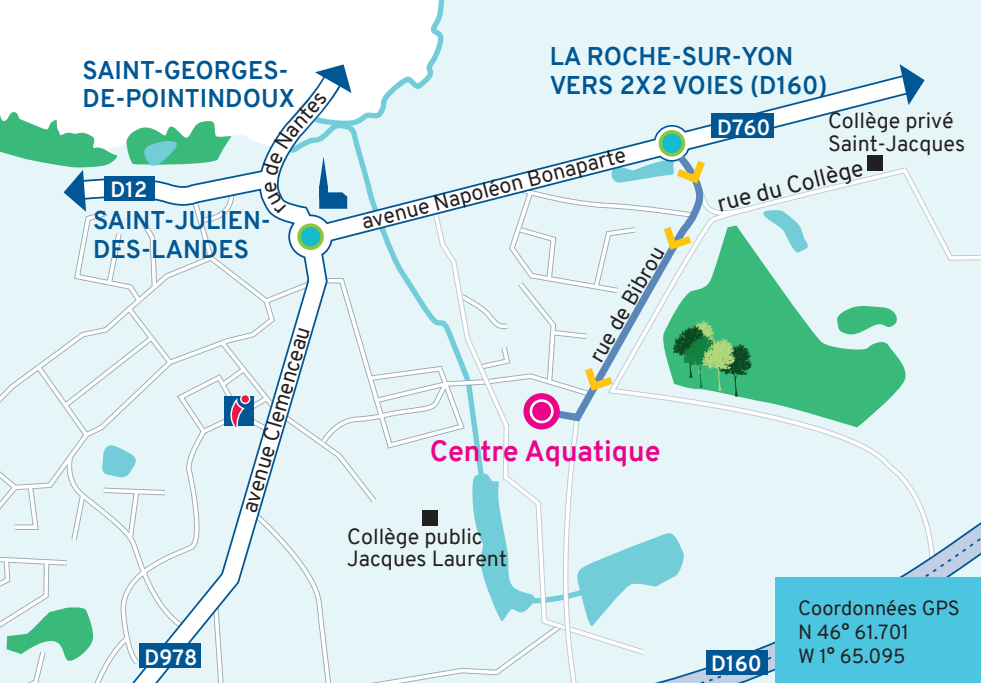 SAINT-GEORGES-
DE-POINTINDOUX
LA ROCHE-SUR-YON
VERS 2X2 VOIES (D160)
D760
Collège privé
Saint-Jacques
rue de Nantes
avenue Napoléon Bonaparte
rue du Collège
D12
SAINT-JULIEN-
DES-LANDES
rue de Bibrou
avenue Clemenceau
Centre Aquatique
Collège public
Jacques Laurent
Coordonnées GPS
N 46° 61.701
W 1° 65.095
D978
D160